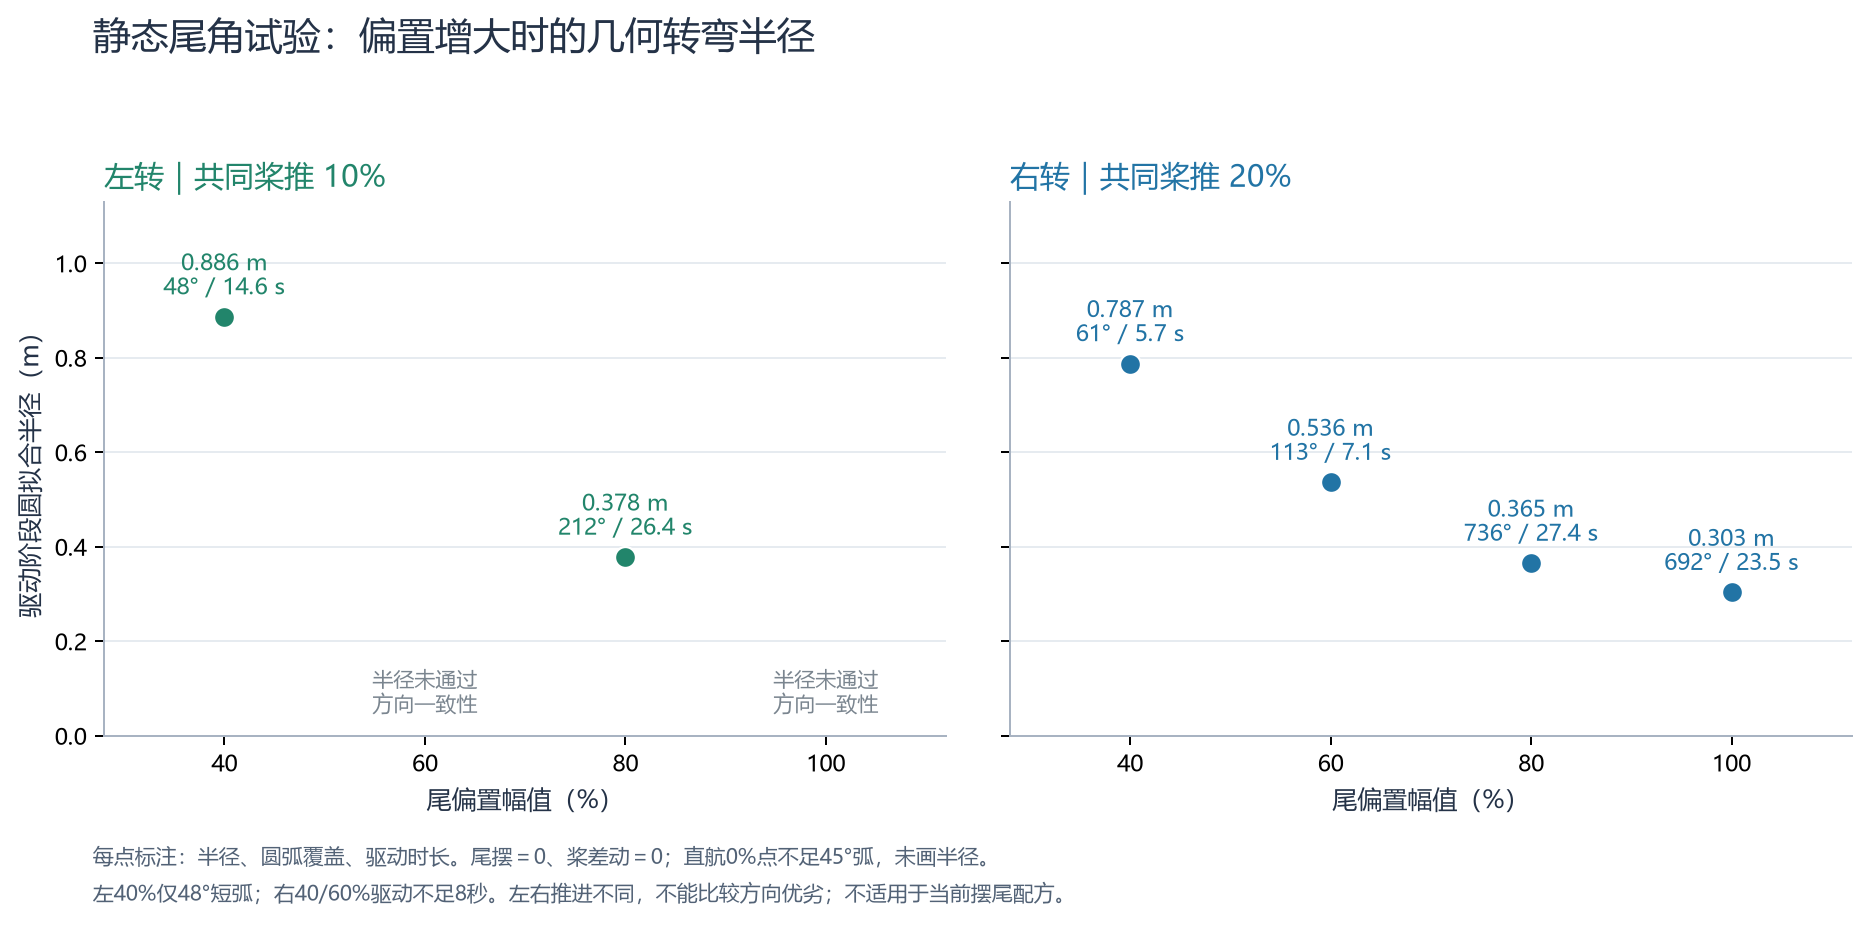 静态尾角试验：偏置增大时的几何转弯半径
左转｜共同桨推 10%
驱动阶段圆拟合半径（m）
1.0
0.8
0.6
0.4
0.2
0.0
0.886 m
48° / 14.6 s
0.378 m
212° / 26.4 s
半径未通过
方向一致性
半径未通过
方向一致性
40
60
80
100
尾偏置幅值（%）
右转｜共同桨推 20%
0.787 m
61° / 5.7 s
0.536 m
113° / 7.1 s
0.365 m
736° / 27.4 s
0.303 m
692° / 23.5 s
40
60
80
100
尾偏置幅值（%）
每点标注：半径、圆弧覆盖、驱动时长。尾摆＝0、桨差动＝0；直航0%点不足45°弧，未画半径。
左40%仅48°短弧；右40/60%驱动不足8秒。左右推进不同，不能比较方向优劣；不适用于当前摆尾配方。